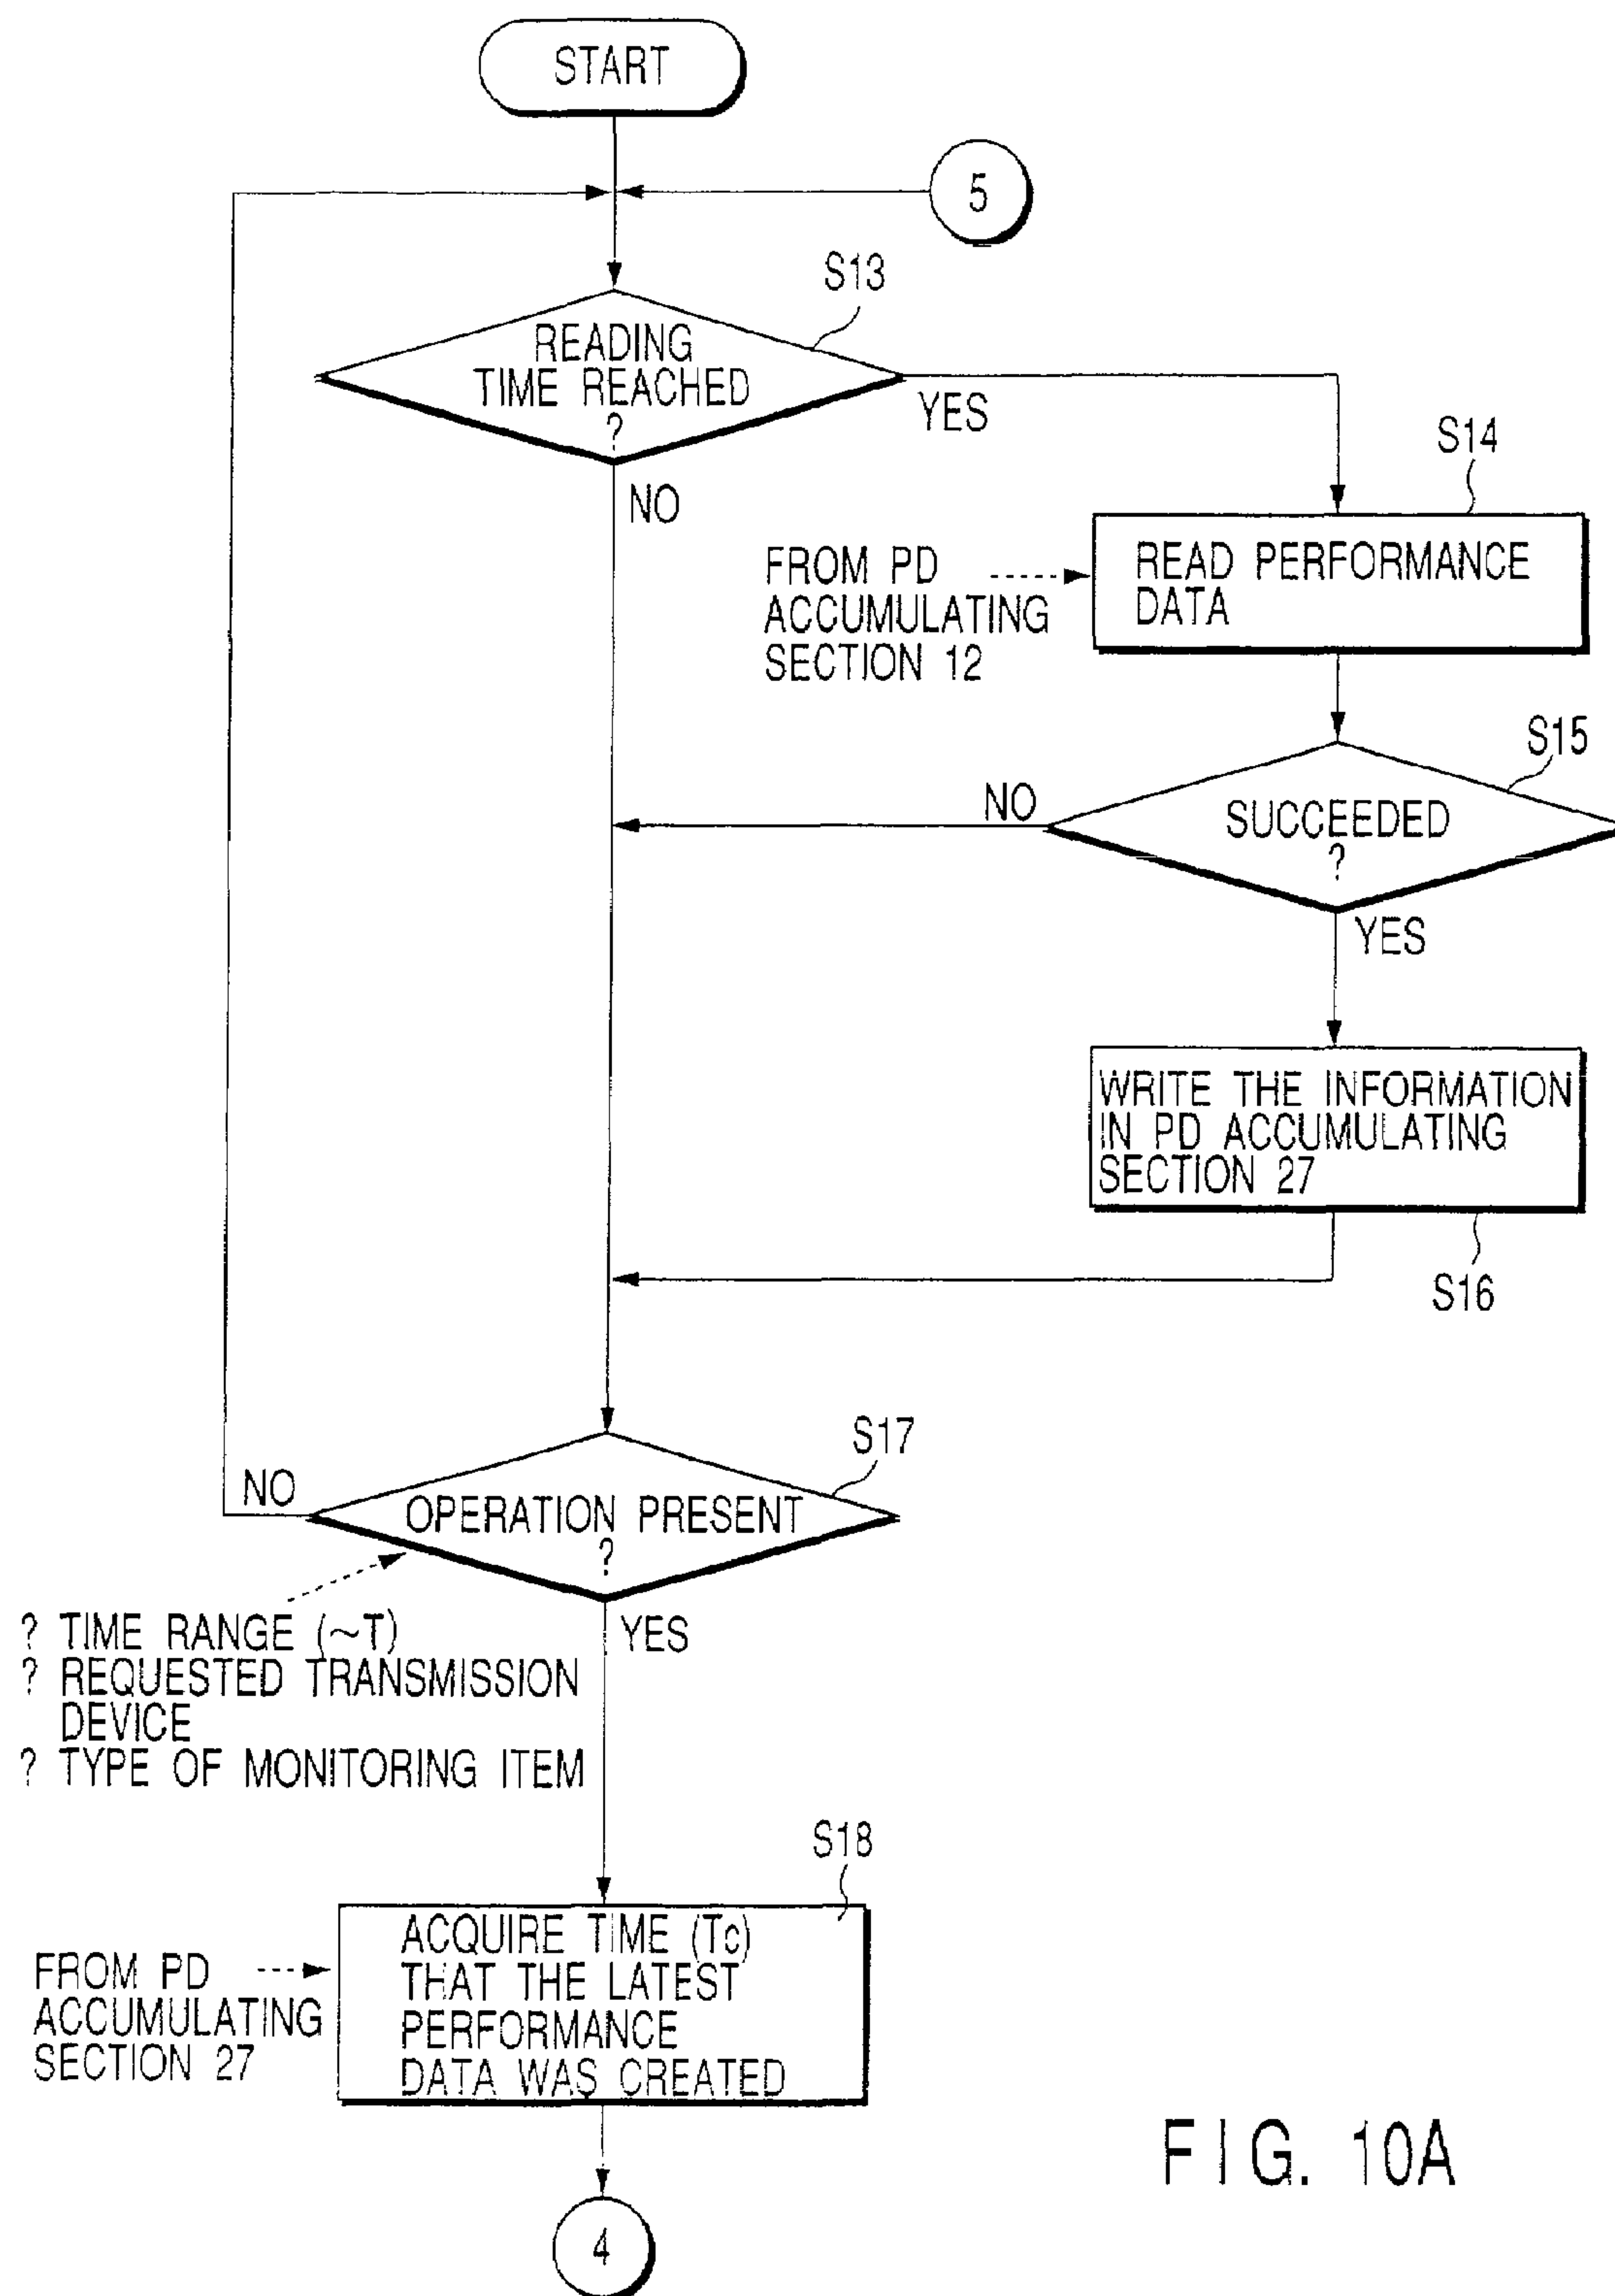 START
5
S13
READING
TIME REACHED
?
YES
NO
S14
FROM PD
ACCUMULATING
SECTION 12
READ PERFORMANCE
DATA
S15
NO
SUCCEEDED
?
YES
WRITE THE INFORMATION
IN PD ACCUMULATING
SECTION 27
S16
S17
NO
OPERATION PRESENT
?
YES
? TIME RANGE (~T)
? REQUESTED TRANSMISSION
DEVICE
? TYPE OF MONITORING ITEM
S18
FROM PD
ACCUMULATING
SECTION 27
ACQUIRE TIME (Tc)
THAT THE LATEST
PERFORMANCE
DATA WAS CREATED
4
FIG. 10A